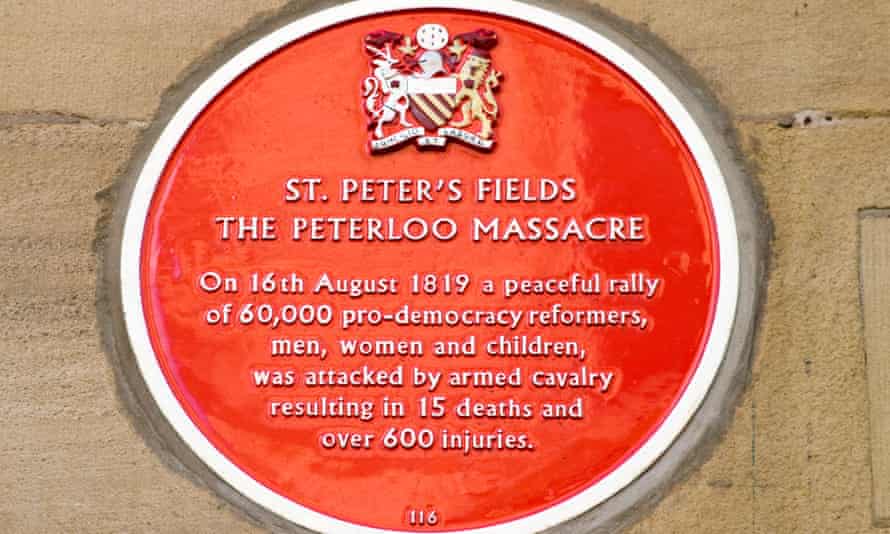 ST. PETER'S FIELDS
THE PETERLOO MASSACRE
On 16th August 1819 a peaceful rally
of 60,000 pro-democracy reformers,
men, women and children,
was attacked by armed cavalry
resulting in 15 deaths and
over 600 injuries.
116